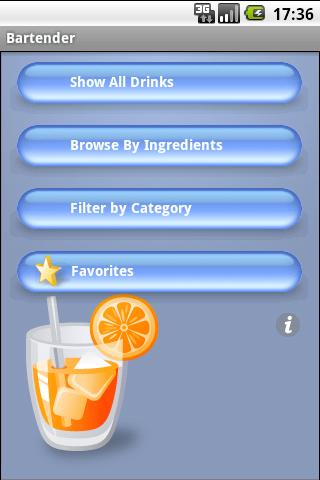 3G
17:36
Bartender
Show All Drinks
Browse By Ingredients
Filter by Category
Favorites
i